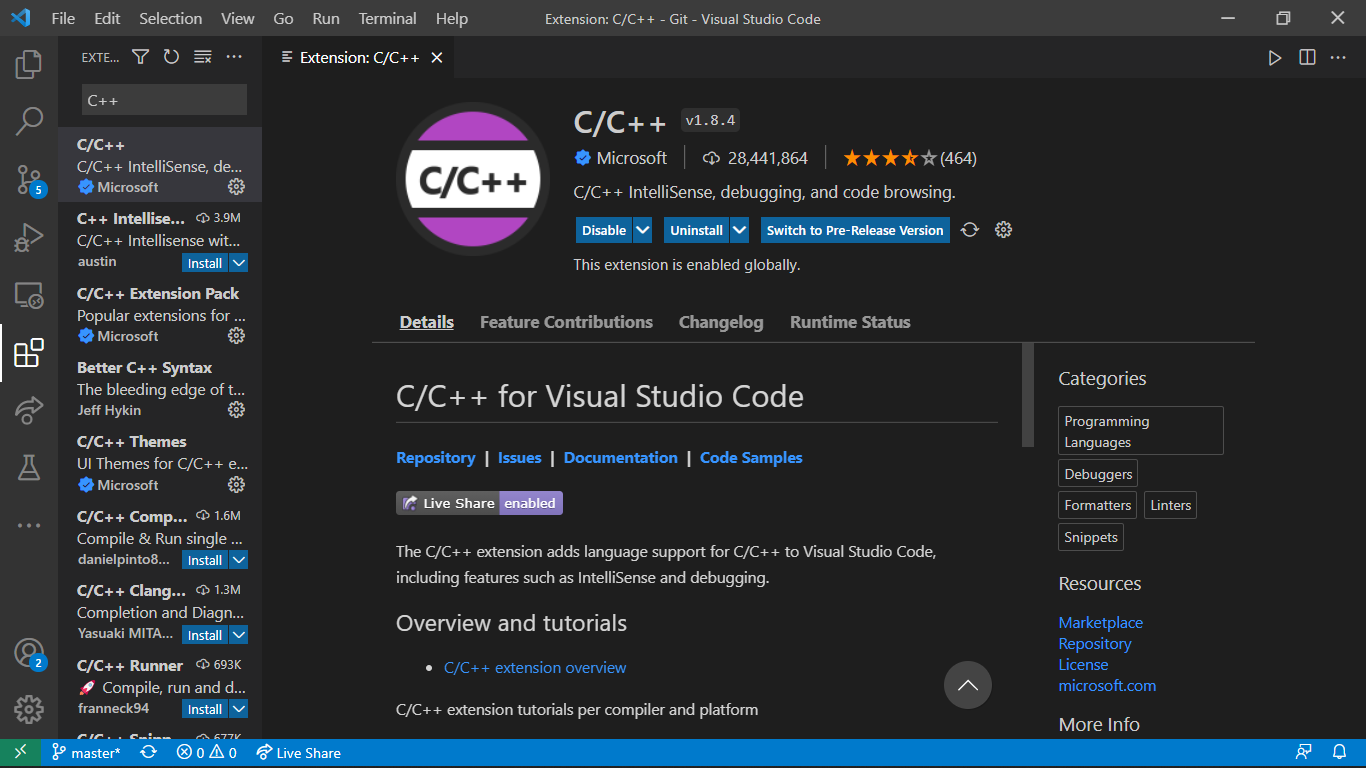 File Edit Selection View Go Run Terminal Help
Extension: C/C++ - Git - Visual Studio Code
EXTE...
C++
C/C++
C/C++ IntelliSense, de...
Microsoft
C++ Intellise... 3.9M
C/C++ Intellisense wit...
austin Install
C/C++ Extension Pack
Popular extensions for ...
Microsoft
Better C++ Syntax
The bleeding edge of t...
Jeff Hykin
C/C++ Themes
UI Themes for C/C++ e...
Microsoft
C/C++ Comp... 1.6M
Compile & Run single ...
danielpinto8... Install
C/C++ Clang... 1.3M
Completion and Diagn...
Yasuaki MITA... Install
C/C++ Runner 693K
Compile, run and d...
franneck94 Install
5
2
Extension: C/C++
C/C++
C/C++ v1.8.4
Microsoft 28,441,864 (464)
C/C++ IntelliSense, debugging, and code browsing.
Disable Uninstall Switch to Pre-Release Version
This extension is enabled globally.
Details Feature Contributions Changelog Runtime Status
C/C++ for Visual Studio Code
Repository | Issues | Documentation | Code Samples
Live Share enabled
The C/C++ extension adds language support for C/C++ to Visual Studio Code,
including features such as IntelliSense and debugging.
Overview and tutorials
• C/C++ extension overview
C/C++ extension tutorials per compiler and platform
Categories
Programming
Languages
Debuggers
Formatters Linters
Snippets
Resources
Marketplace
Repository
License
microsoft.com
More Info
master* 0 0 Live Share